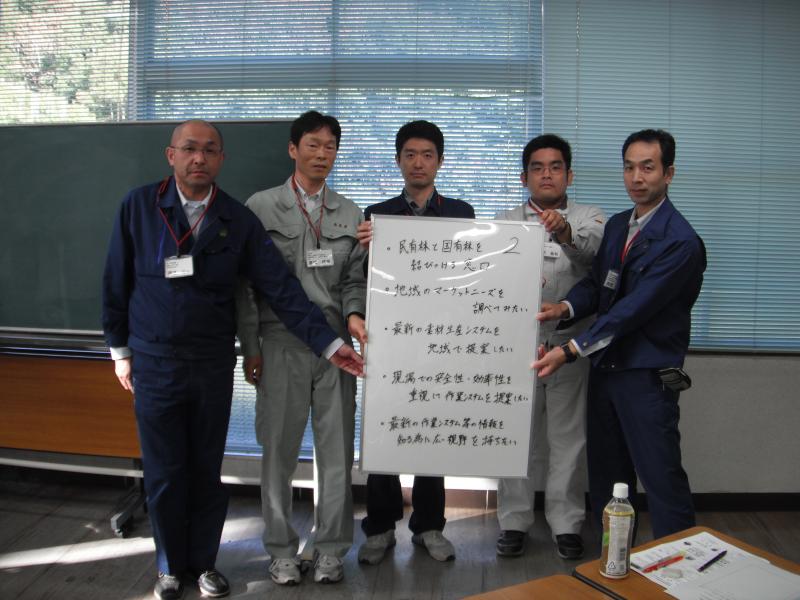 2
・民有林と国有林を
結びつける窓口
・地域のマーケットニーズを
調べてみたい
・最新の素材生産システムを
地域で提案したい
・現場での安全性・効率性を
重視して作業システムを提案したい
・最新の作業システム等の情報を
知る為に広い視野を持ちたい